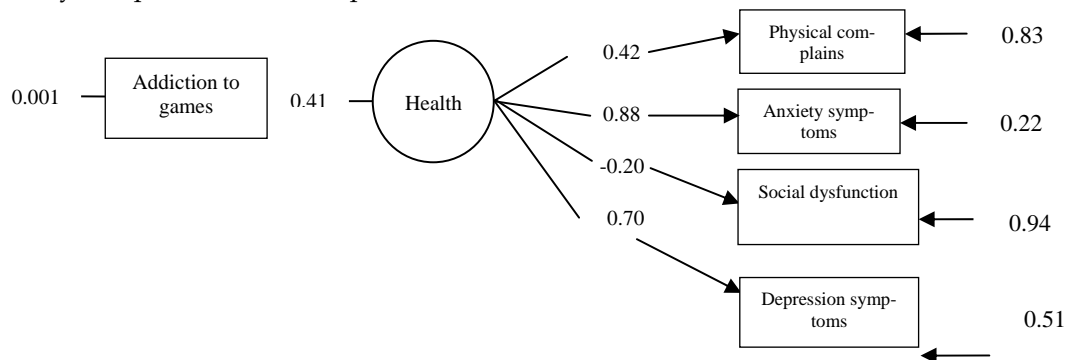 0.001
Addiction to
games
0.41
Health
0.42
0.88
-0.20
0.70
Physical com-
plains
Anxiety symp-
toms
Social dysfunction
Depression symp-
toms
0.83
0.22
0.94
0.51